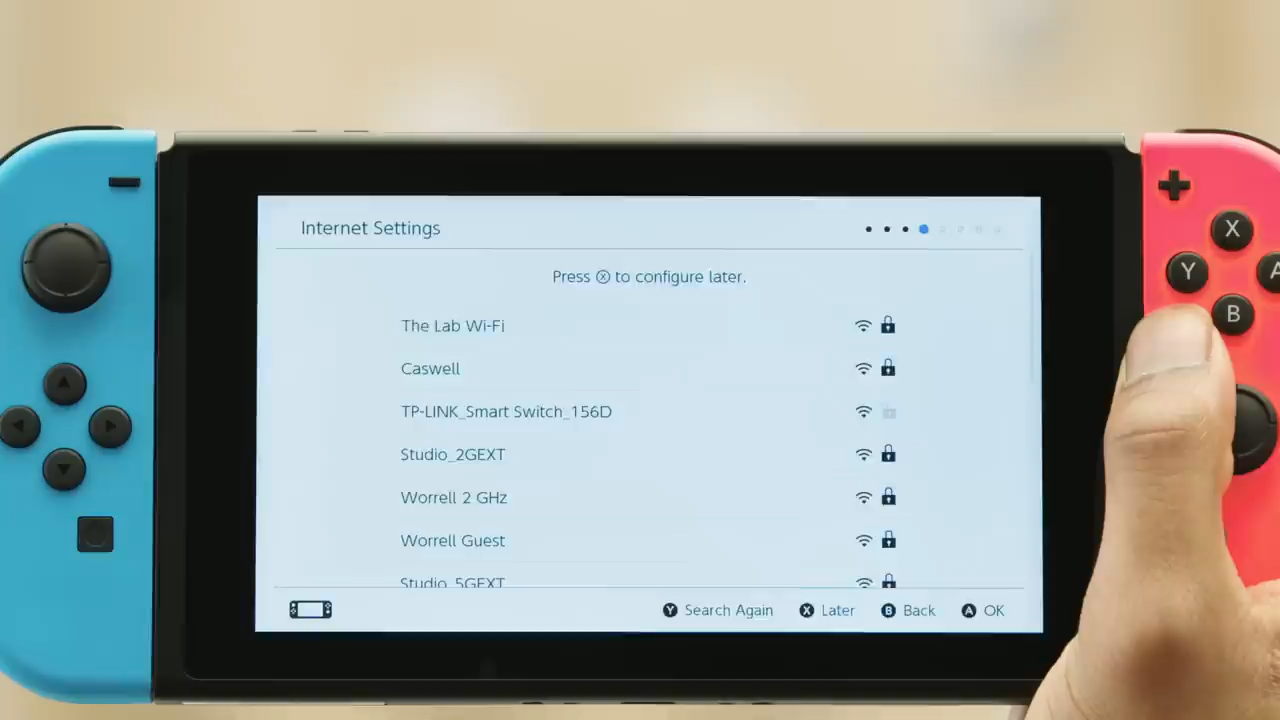 Internet Settings
Press Ⓧ to configure later.
The Lab Wi-Fi
Caswell
TP-LINK_Smart Switch_156D
Studio_2GEXT
Worrell 2 GHz
Worrell Guest
Studio_5GEXT
Y Search Again X Later B Back A OK
X
Y A
B